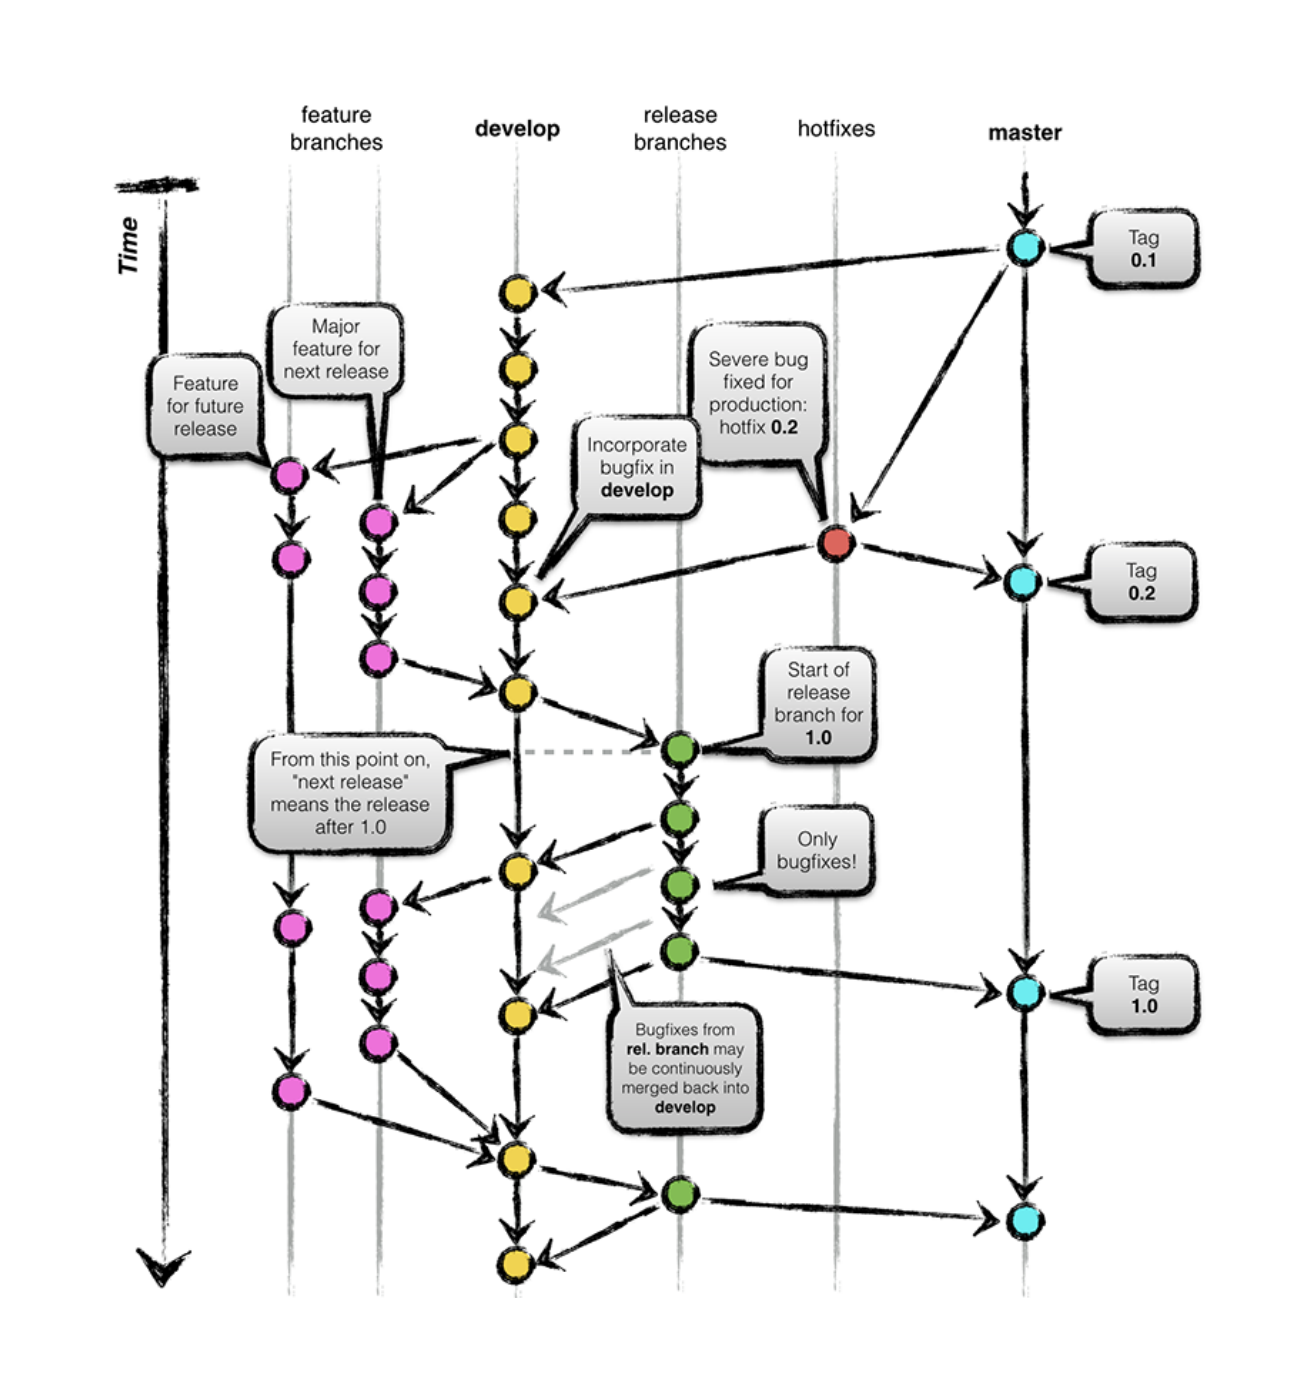 feature
branches
develop
release
branches
hotfixes
master
Time
Tag
0.1
Major
feature for
next release
Feature
for future
release
Severe bug
fixed for
production:
hotfix 0.2
Incorporate
bugfix in
develop
Tag
0.2
Start of
release
branch for
1.0
From this point on,
"next release"
means the release
after 1.0
Only
bugfixes!
Tag
1.0
Bugfixes from
rel. branch may
be continuously
merged back into
develop